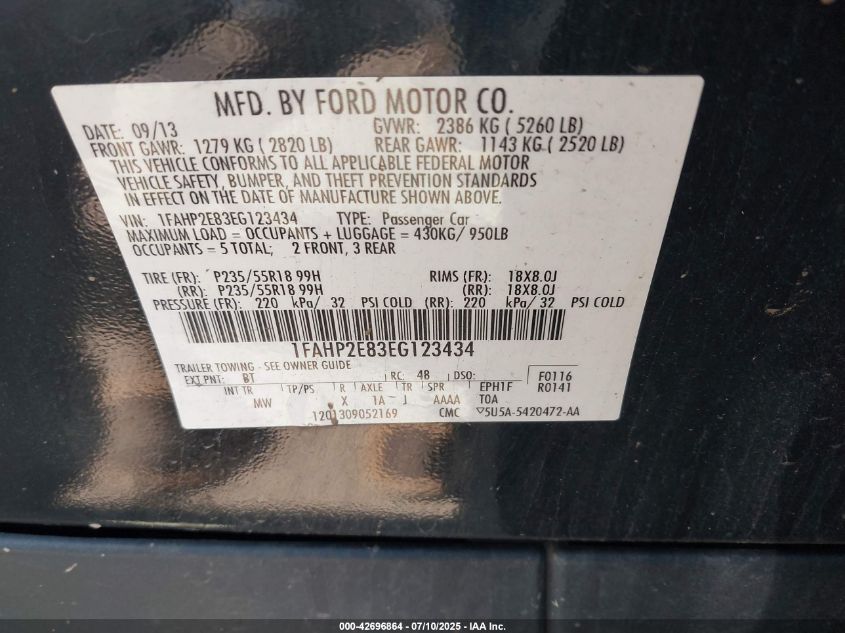 MFD. BY FORD MOTOR CO.
DATE: 09/13 GVWR: 2386 KG ( 5260 LB)
FRONT GAWR: 1279 KG ( 2820 LB) REAR GAWR: 1143 KG ( 2520 LB)
THIS VEHICLE CONFORMS TO ALL APPLICABLE FEDERAL MOTOR
VEHICLE SAFETY, BUMPER, AND THEFT PREVENTION STANDARDS
IN EFFECT ON THE DATE OF MANUFACTURE SHOWN ABOVE.
VIN: 1FAHP2E83EG123434 TYPE: Passenger Car
MAXIMUM LOAD = OCCUPANTS + LUGGAGE = 430KG/ 950LB
OCCUPANTS = 5 TOTAL; 2 FRONT, 3 REAR
TIRE (FR): P235/55R18 99H RIMS (FR): 18X8.0J
(RR): P235/55R18 99H (RR): 18X8.0J
PRESSURE (FR): 220 kPa/ 32 PSI COLD (RR): 220 kPa/ 32 PSI COLD
1FAHP2E83EG123434
TRAILER TOWING - SEE OWNER GUIDE
EXT PNT: BT RC: 48 DSO: F0116
INT TR TP/PS R AXLE TR SPR EPH1F R0141
MW X 1A J AAAA T0A
1201309052169 CMC ▽5U5A-5420472-AA
000-42696864 / 07/10/2025 - IAA Inc.